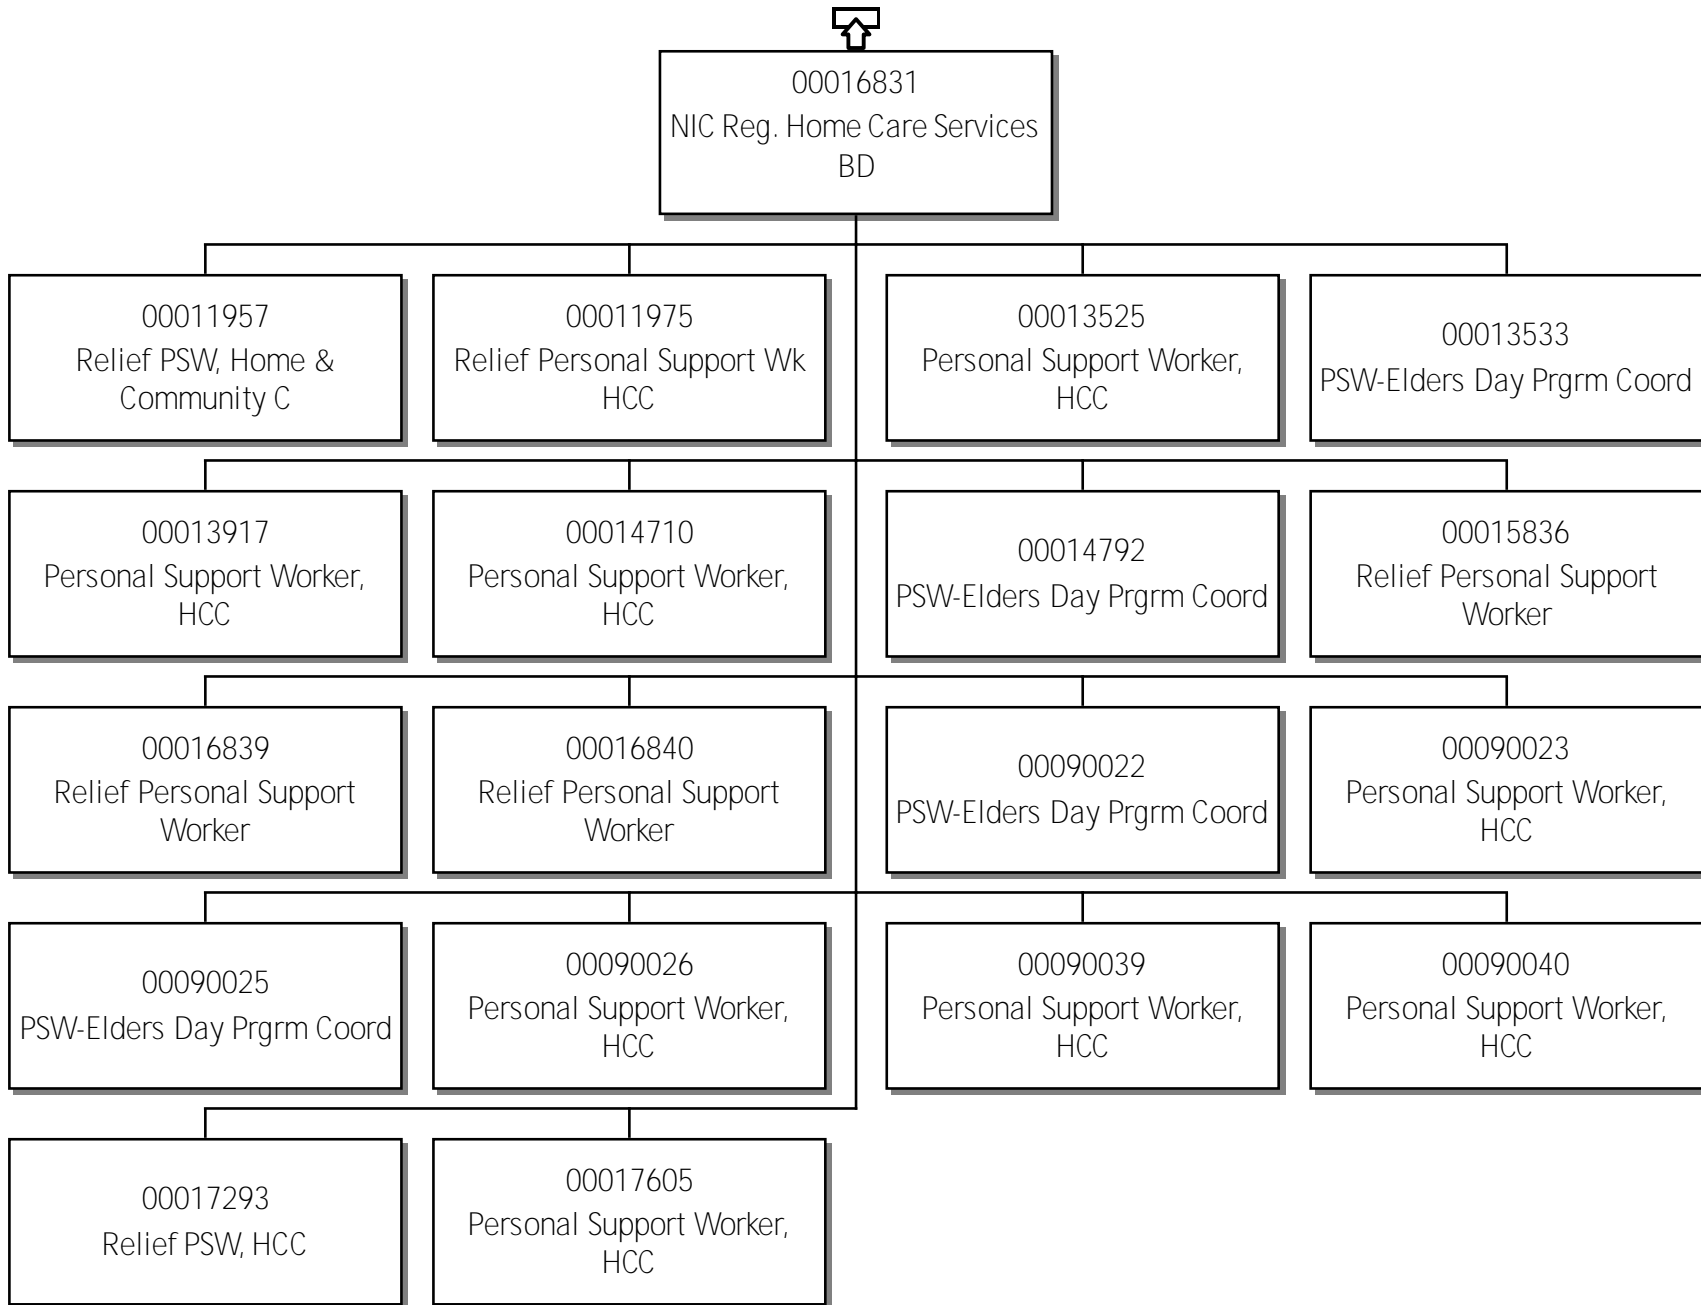 00016831
NIC Reg. Home Care Services
BD
00011957
Relief PSW, Home &
Community C
00011975
Relief Personal Support Wk
HCC
00013525
Personal Support Worker,
HCC
00013533
PSW-Elders Day Prgrm Coord
00013917
Personal Support Worker,
HCC
00014710
Personal Support Worker,
HCC
00014792
PSW-Elders Day Prgrm Coord
00015836
Relief Personal Support
Worker
00016839
Relief Personal Support
Worker
00016840
Relief Personal Support
Worker
00090022
PSW-Elders Day Prgrm Coord
00090023
Personal Support Worker,
HCC
00090025
PSW-Elders Day Prgrm Coord
00090026
Personal Support Worker,
HCC
00090039
Personal Support Worker,
HCC
00090040
Personal Support Worker,
HCC
00017293
Relief PSW, HCC
00017605
Personal Support Worker,
HCC